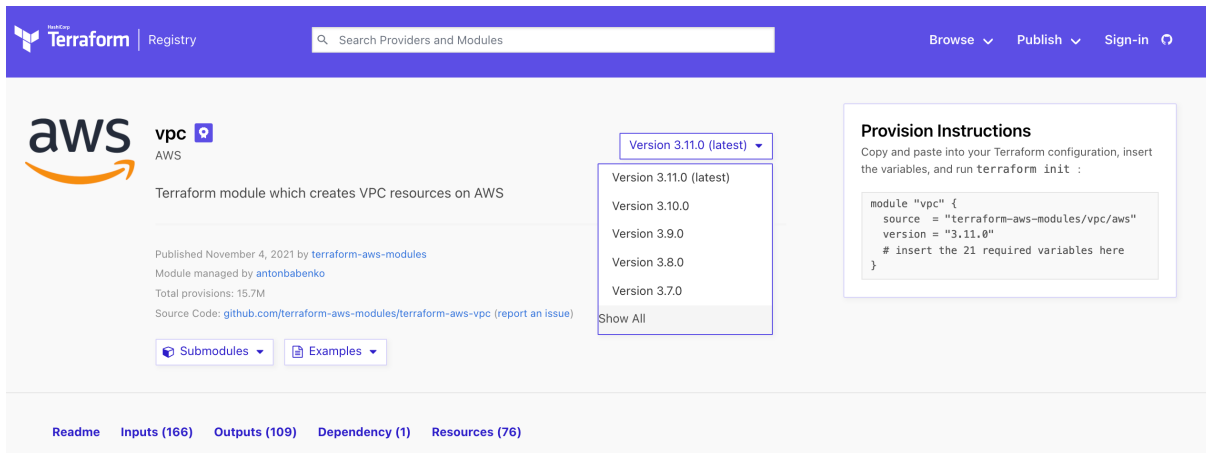 HashiCorp
Terraform | Registry
Search Providers and Modules
Browse
Publish
Sign-in
aws
vpc
AWS
Terraform module which creates VPC resources on AWS
Published November 4, 2021 by terraform-aws-modules
Module managed by antonbabenko
Total provisions: 15.7M
Source Code: github.com/terraform-aws-modules/terraform-aws-vpc (report an issue)
Submodules
Examples
Version 3.11.0 (latest)
Version 3.11.0 (latest)
Version 3.10.0
Version 3.9.0
Version 3.8.0
Version 3.7.0
Show All
Provision Instructions
Copy and paste into your Terraform configuration, insert
the variables, and run terraform init :
module "vpc" {
  source  = "terraform-aws-modules/vpc/aws"
  version = "3.11.0"
  # insert the 21 required variables here
}
Readme
Inputs (166)
Outputs (109)
Dependency (1)
Resources (76)